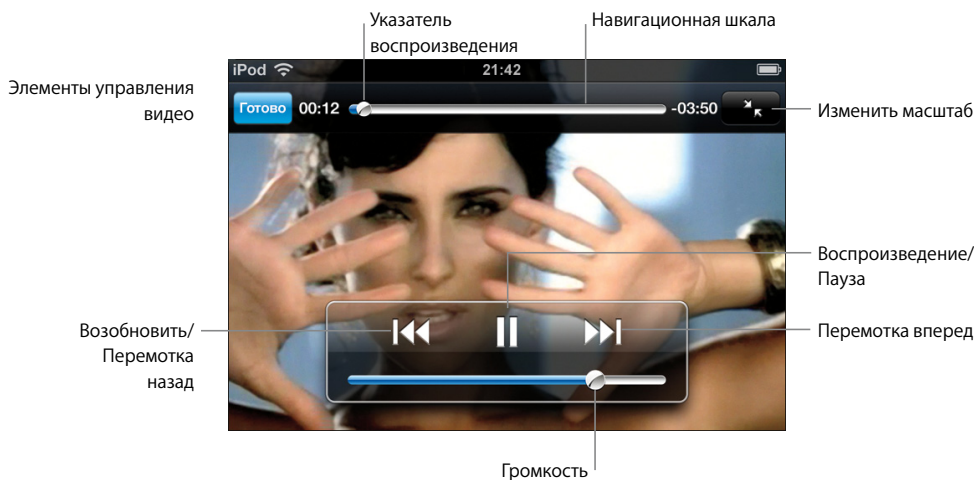 Указатель
воспроизведения
Навигационная шкала
Элементы управления
видео
iPod
21:42
Готово
00:12
-03:50
Изменить масштаб
Воспроизведение/
Пауза
Возобновить/
Перемотка
назад
Перемотка вперед
Громкость